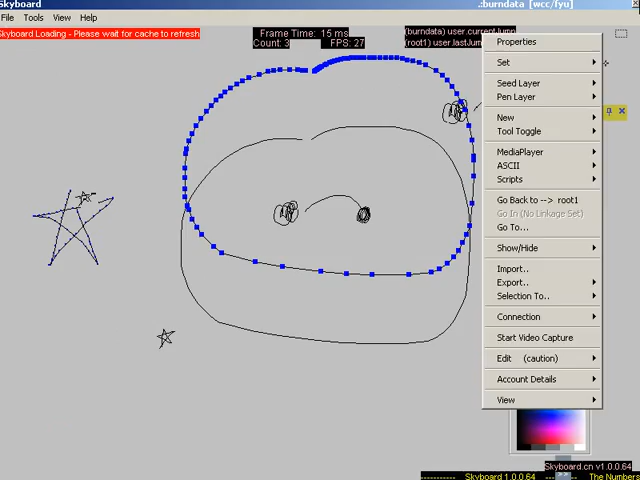 Skyboard
.:burndata} [wcc/fyu]
File Tools View Help
Skyboard Loading - Please wait for cache to refresh
Frame Time: 15 ms
Count: 3 FPS: 27
(burndata) user.currentJump
(root1) user.lastJum
Properties
Set
Seed Layer
Pen Layer
New
Tool Toggle
MediaPlayer
ASCII
Scripts
Go Back to --> root1
Go In (No Linkage Set)
Go To...
Show/Hide
Import..
Export..
Selection To..
Connection
Start Video Capture
Edit (caution)
Account Details
View
Skyboard.cn v1.0.0.64
Skyboard 1.0.0.64
The Numbers